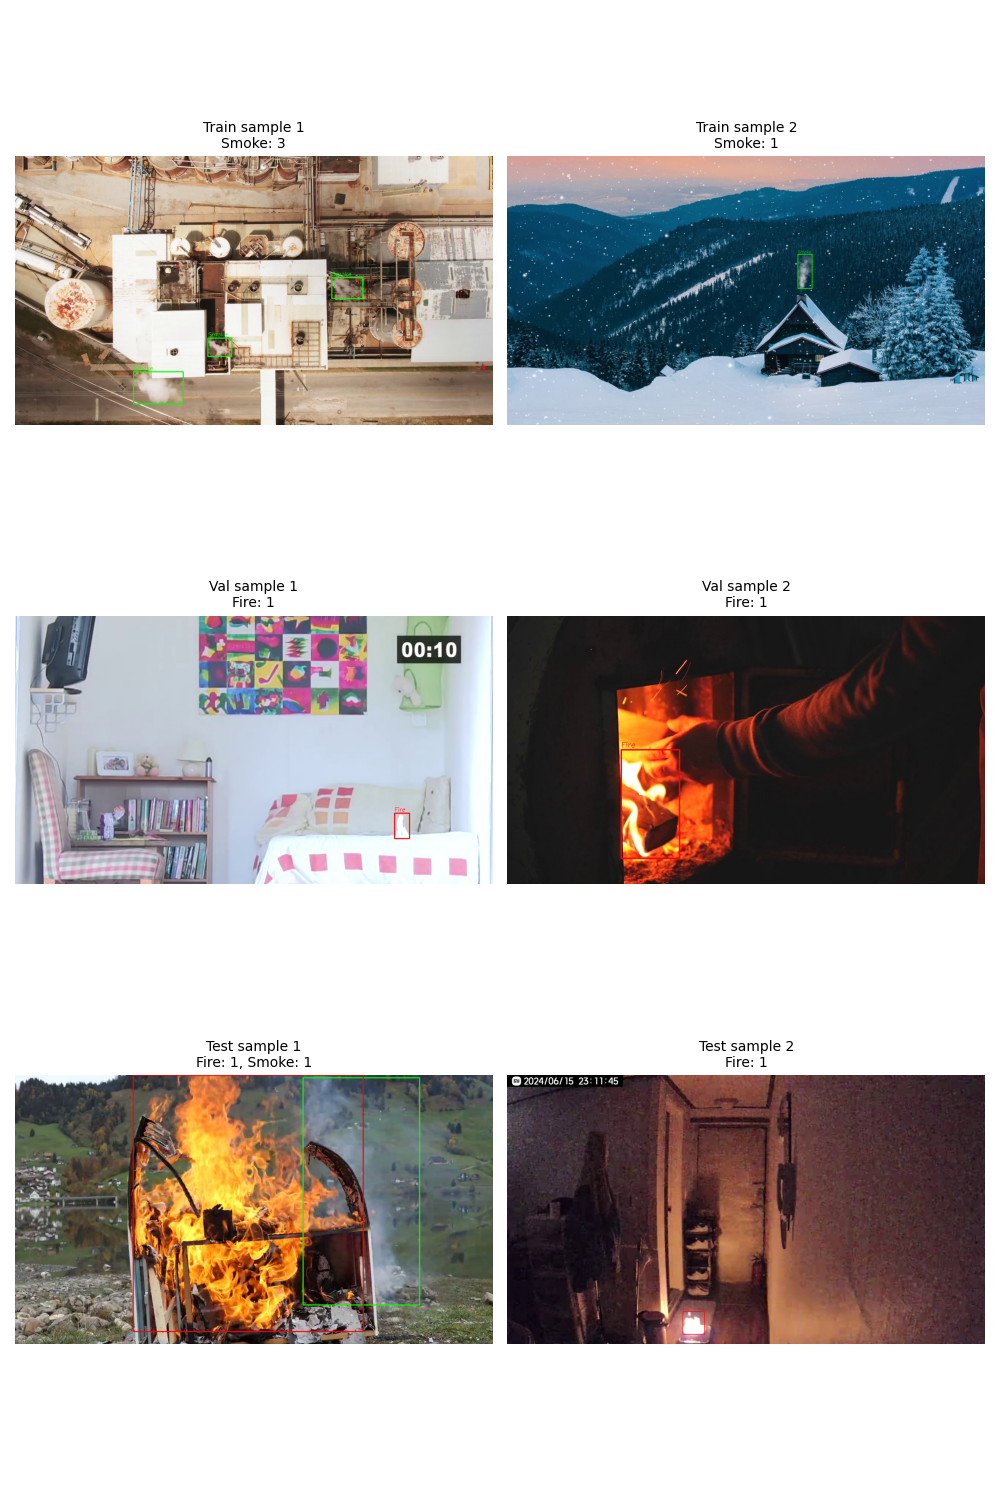 Train sample 1
Smoke: 3
Train sample 2
Smoke: 1
Val sample 1
Fire: 1
00:10
Fire
Val sample 2
Fire: 1
Fire
Test sample 1
Fire: 1, Smoke: 1
Test sample 2
Fire: 1
2024/06/15 23:11:45